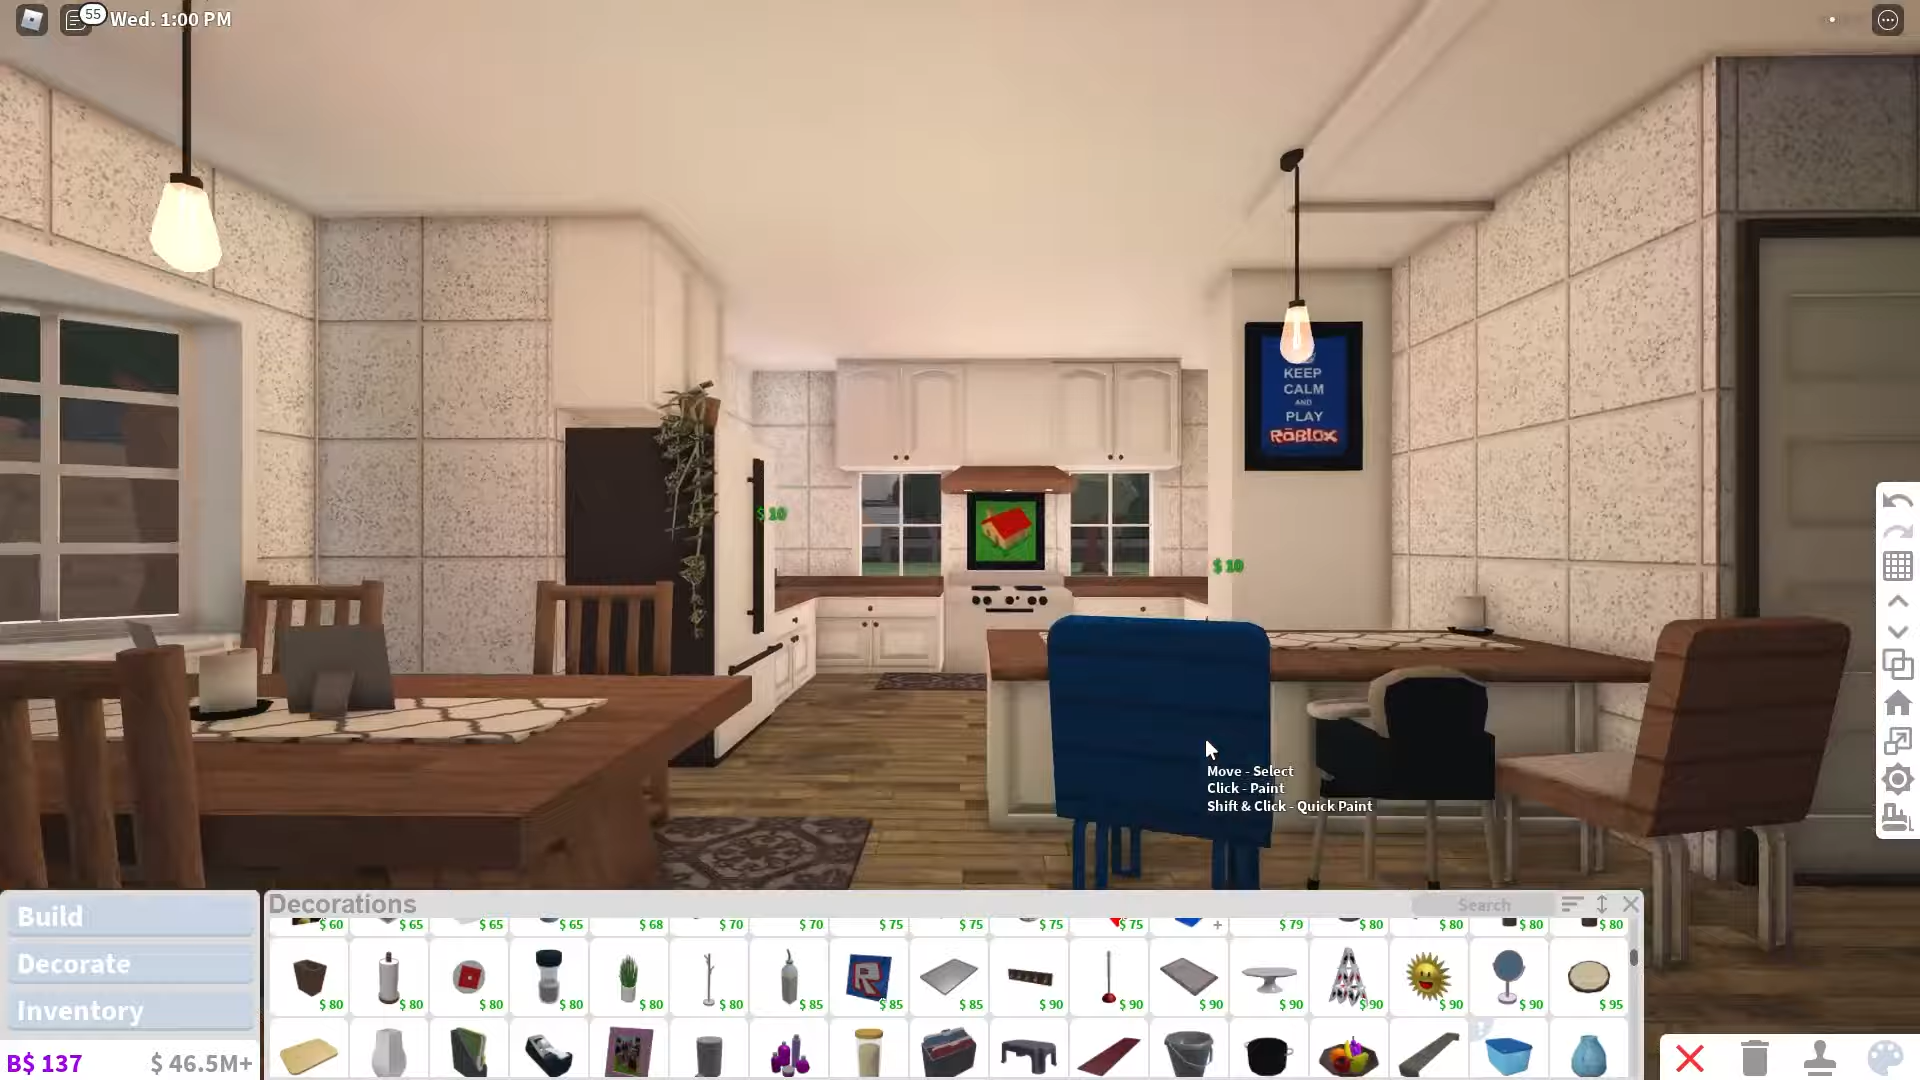 55
Wed. 1:00 PM
KEEP
CALM
AND
PLAY
ROBLOX
$ 10
$ 10
Move - Select
Click - Paint
Shift & Click - Quick Paint
Build
Decorate
Inventory
B$ 137
$ 46.5M+
Decorations
Search
$ 60
$ 65
$ 65
$ 65
$ 68
$ 70
$ 70
$ 75
$ 75
$ 75
$ 75
+
$ 79
$ 80
$ 80
$ 80
$ 80
$ 80
$ 80
$ 80
$ 80
$ 80
$ 80
$ 85
$ 85
$ 85
$ 90
$ 90
$ 90
$ 90
$ 90
$ 90
$ 90
$ 95